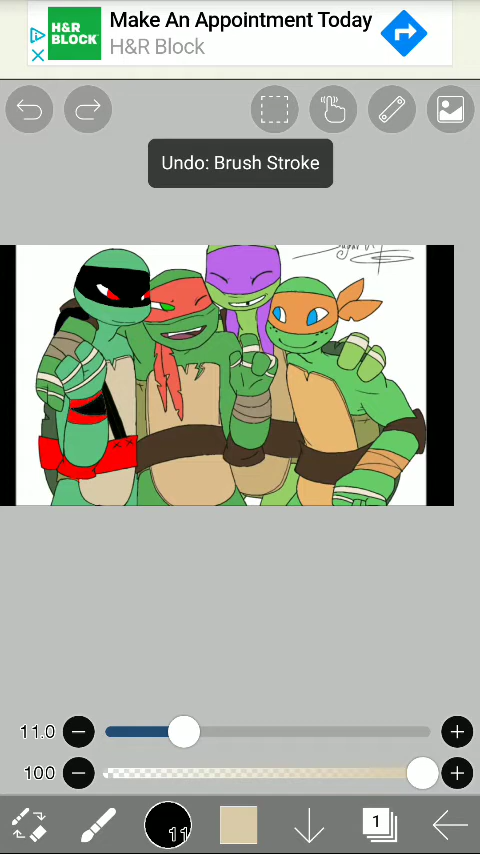 H&R
BLOCK
Make An Appointment Today
H&R Block
Undo: Brush Stroke
11.0
100
11
1